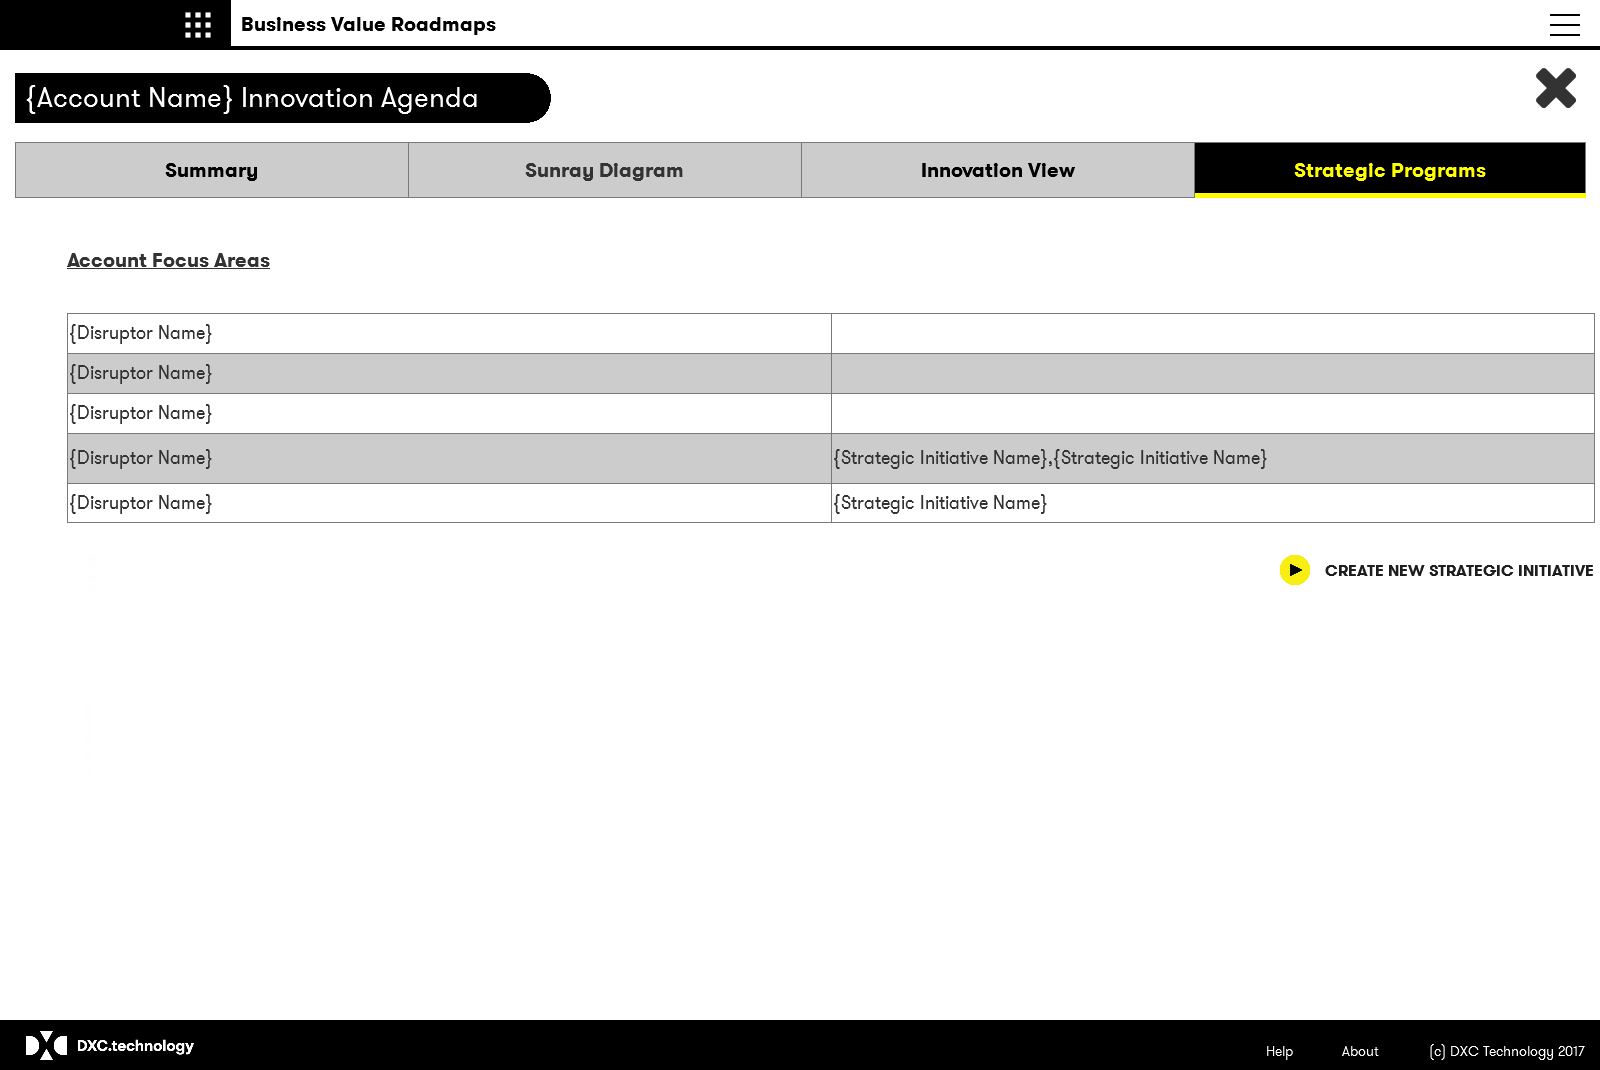 Business Value Roadmaps
{Account Name} Innovation Agenda
Summary
Sunray Diagram
Innovation View
Strategic Programs
Account Focus Areas
{Disruptor Name}
{Disruptor Name}
{Disruptor Name}
{Disruptor Name} {Strategic Initiative Name},{Strategic Initiative Name}
{Disruptor Name} {Strategic Initiative Name}
CREATE NEW STRATEGIC INITIATIVE
DXC.technology
Help
About
(c) DXC Technology 2017